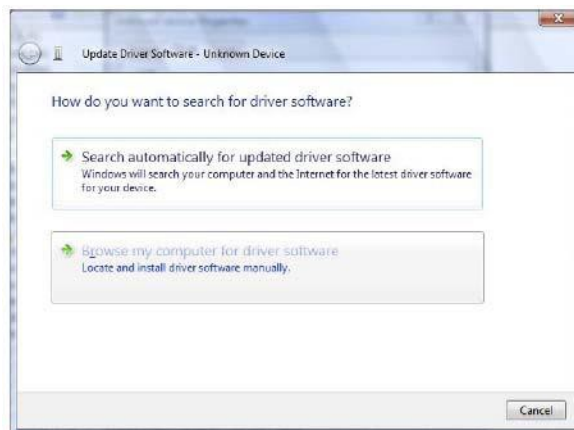 Update Driver Software - Unknown Device
How do you want to search for driver software?
Search automatically for updated driver software
Windows will search your computer and the Internet for the latest driver software
for your device.
Browse my computer for driver software
Locate and install driver software manually.
Cancel